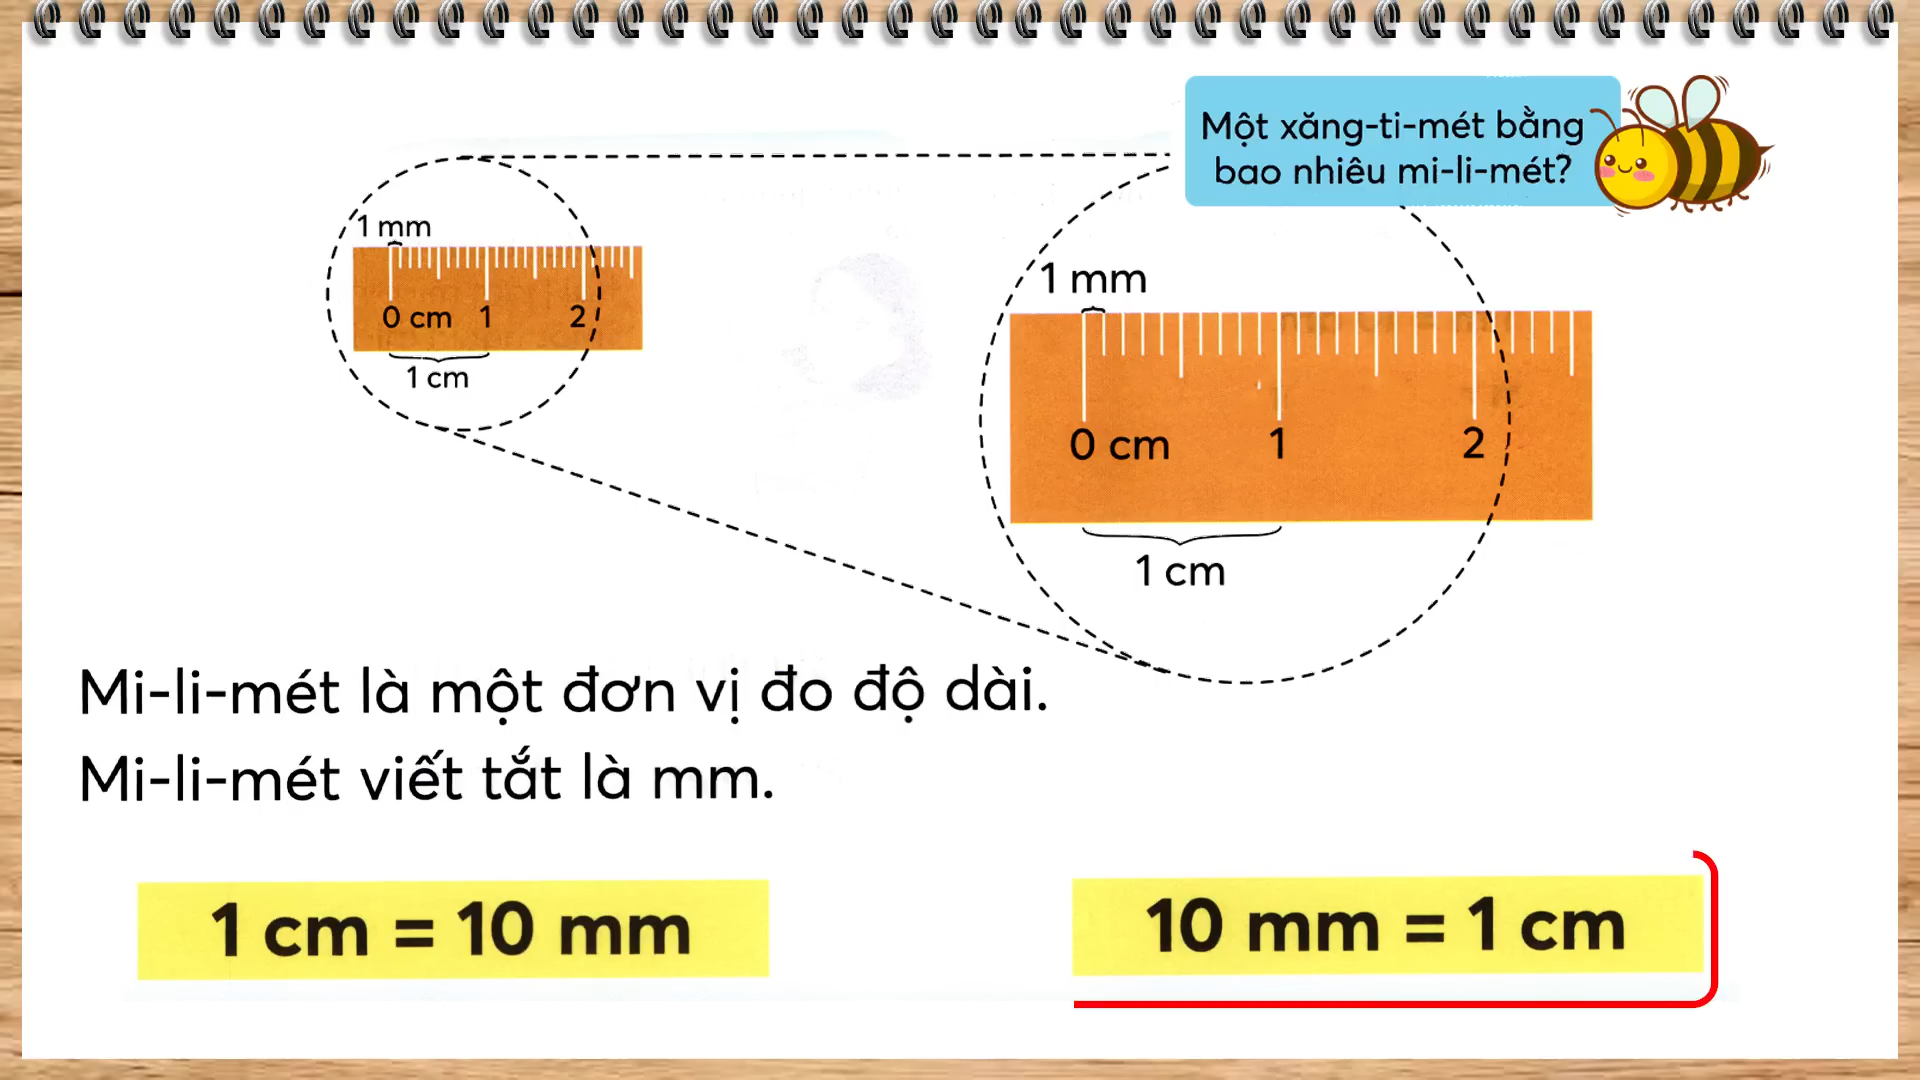 Một xăng-ti-mét bằng
bao nhiêu mi-li-mét?
1 mm
0 cm 1 2
1 cm
1 mm
0 cm 1 2
1 cm
Mi-li-mét là một đơn vị đo độ dài.
Mi-li-mét viết tắt là mm.
1 cm = 10 mm
10 mm = 1 cm